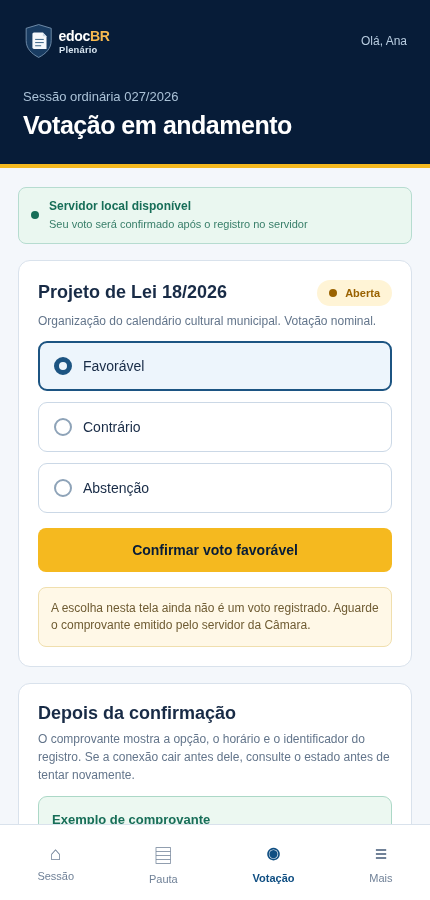 edocBR
Plenário
Olá, Ana
Sessão ordinária 027/2026
Votação em andamento
Servidor local disponível
Seu voto será confirmado após o registro no servidor
Projeto de Lei 18/2026
Aberta
Organização do calendário cultural municipal. Votação nominal.
Favorável
Contrário
Abstenção
Confirmar voto favorável
A escolha nesta tela ainda não é um voto registrado. Aguarde
o comprovante emitido pelo servidor da Câmara.
Depois da confirmação
O comprovante mostra a opção, o horário e o identificador do
registro. Se a conexão cair antes dele, consulte o estado antes de
tentar novamente.
Exemplo de comprovante
Sessão
Pauta
Votação
Mais